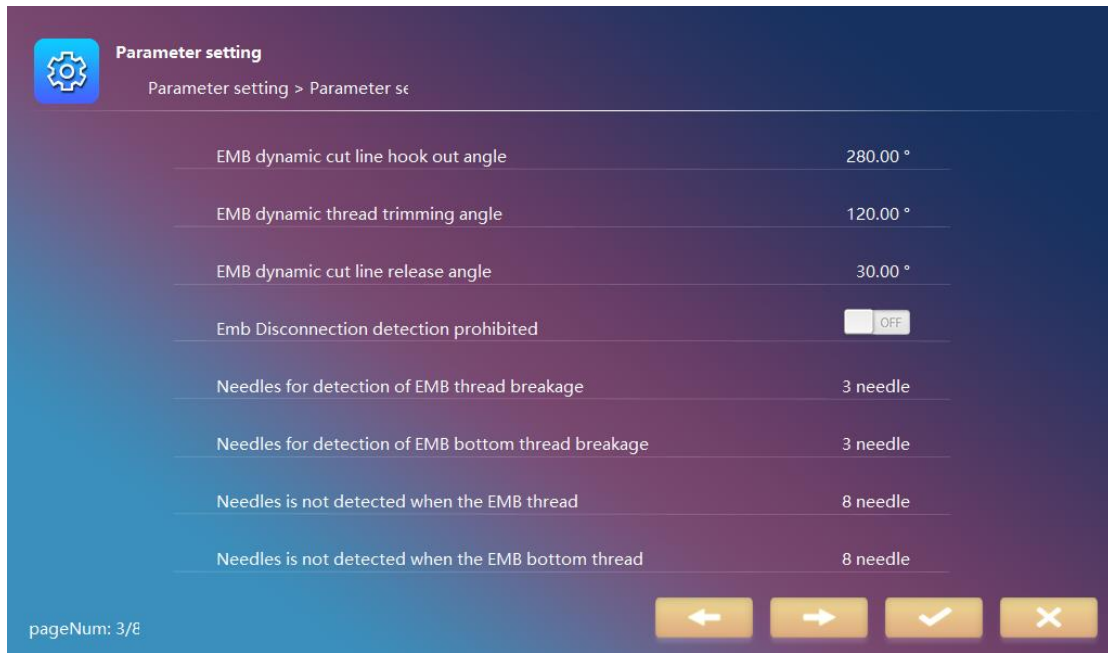 Parameter setting
Parameter setting > Parameter se
EMB dynamic cut line hook out angle 280.00 °
EMB dynamic thread trimming angle 120.00 °
EMB dynamic cut line release angle 30.00 °
Emb Disconnection detection prohibited OFF
Needles for detection of EMB thread breakage 3 needle
Needles for detection of EMB bottom thread breakage 3 needle
Needles is not detected when the EMB thread 8 needle
Needles is not detected when the EMB bottom thread 8 needle
pageNum: 3/8